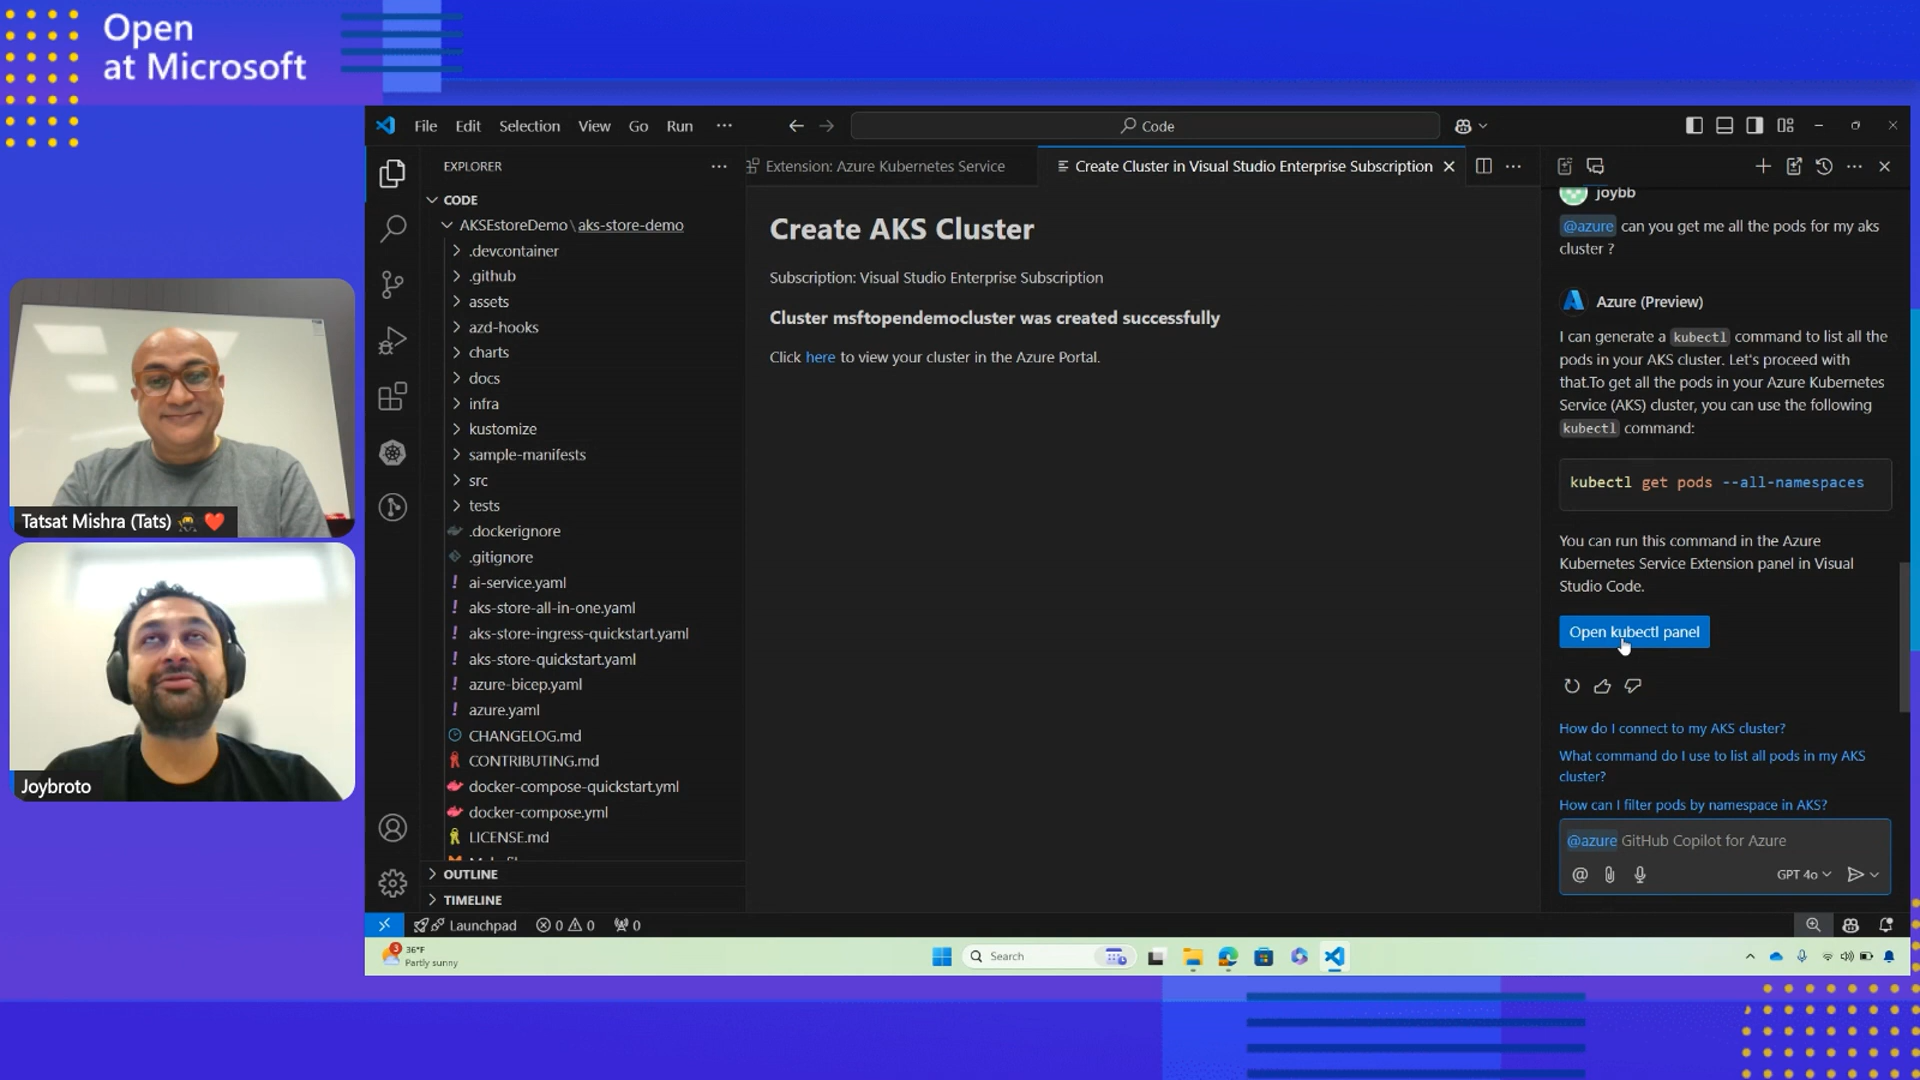 Open
at Microsoft
File Edit Selection View Go Run ...
Code
EXPLORER
CODE
AKSEstoreDemo \ aks-store-demo
.devcontainer
.github
assets
azd-hooks
charts
docs
infra
kustomize
sample-manifests
src
tests
.dockerignore
.gitignore
! ai-service.yaml
! aks-store-all-in-one.yaml
! aks-store-ingress-quickstart.yaml
! aks-store-quickstart.yaml
! azure-bicep.yaml
! azure.yaml
CHANGELOG.md
CONTRIBUTING.md
docker-compose-quickstart.yml
docker-compose.yml
LICENSE.md
OUTLINE
TIMELINE
Extension: Azure Kubernetes Service
Create Cluster in Visual Studio Enterprise Subscription
Create AKS Cluster
Subscription: Visual Studio Enterprise Subscription
Cluster msftopendemocluster was created successfully
Click here to view your cluster in the Azure Portal.
joybb
@azure can you get me all the pods for my aks
cluster ?
Azure (Preview)
I can generate a kubectl command to list all the
pods in your AKS cluster. Let's proceed with
that.To get all the pods in your Azure Kubernetes
Service (AKS) cluster, you can use the following
kubectl command:
kubectl get pods --all-namespaces
You can run this command in the Azure
Kubernetes Service Extension panel in Visual
Studio Code.
Open kubectl panel
How do I connect to my AKS cluster?
What command do I use to list all pods in my AKS
cluster?
How can I filter pods by namespace in AKS?
@azure GitHub Copilot for Azure
@
GPT 4o
Tatsat Mishra (Tats)
Joybroto
Launchpad 0 0 0
3
36°F
Partly sunny
Search